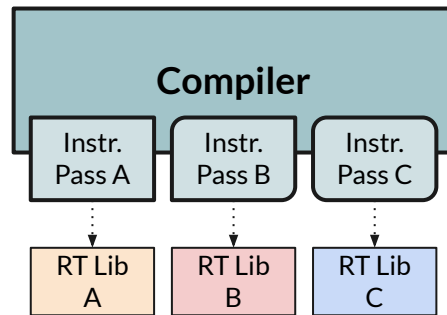 Compiler
Instr.
Pass A
Instr.
Pass B
Instr.
Pass C
RT Lib
A
RT Lib
B
RT Lib
C